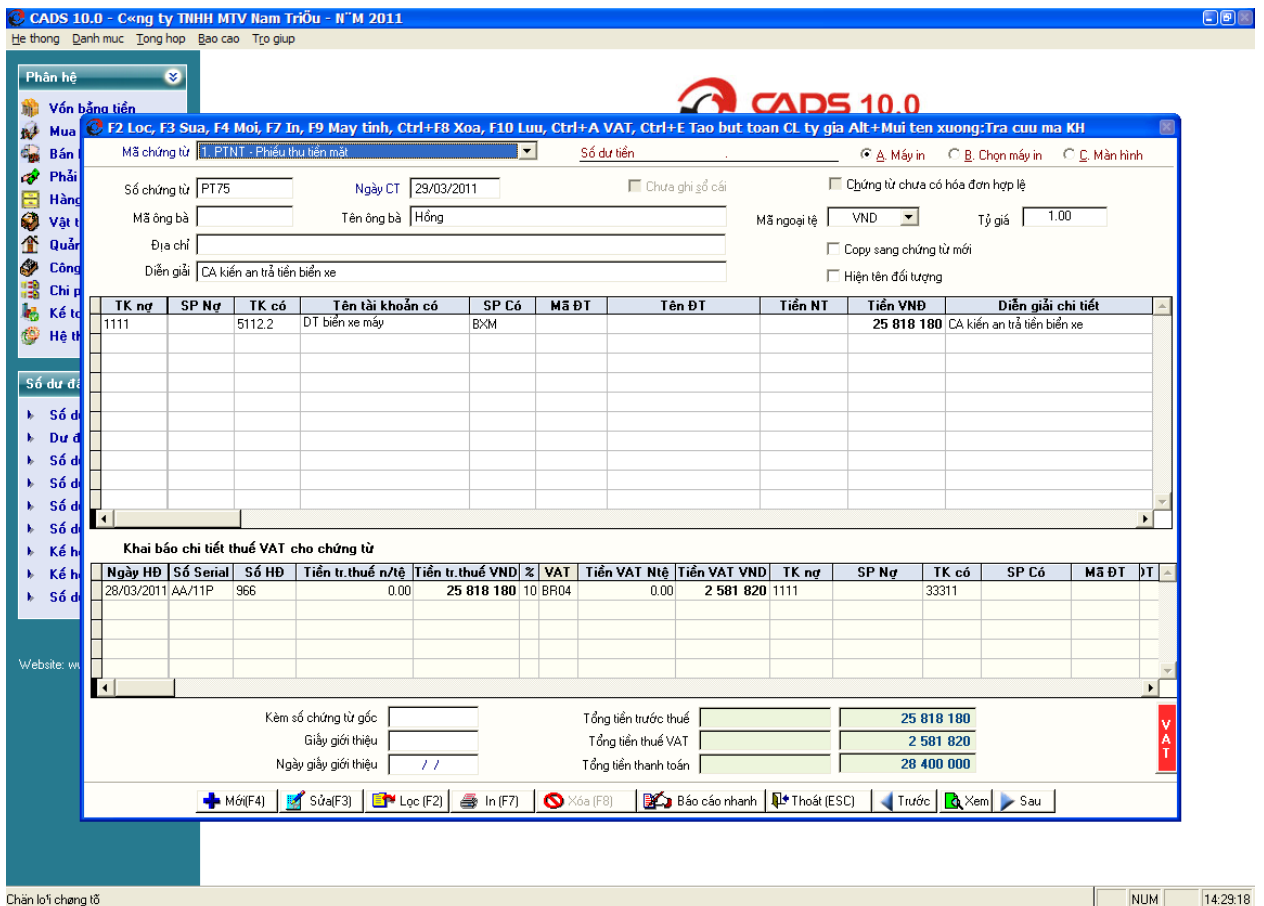 CADS 10.0 - C«ng ty TNHH MTV Nam TriÖu - N¨M 2011
He thong Danh muc Tong hop Bao cao Tro giup
Phân hệ
CADS 10.0
Vốn bằng tiền
Mua
Bán
Phải
Hàng
Vật t
Quản
Công
Chi p
Kế to
Hệ th
Số dư đầ
Số d
Dư đ
Số d
Số d
Số d
Số d
Kế h
Kế h
Số d
F2 Loc, F3 Sua, F4 Moi, F7 In, F9 May tinh, Ctrl+F8 Xoa, F10 Luu, Ctrl+A VAT, Ctrl+E Tao but toan CL ty gia Alt+Mui ten xuong:Tra cuu ma KH
Mã chứng từ 1. PTNT - Phiếu thu tiền mặt Số dư tiền . A. Máy in B. Chọn máy in C. Màn hình
Số chứng từ PT75 Ngày CT 29/03/2011 Chưa ghi sổ cái Chứng từ chưa có hóa đơn hợp lệ
Mã ông bà Tên ông bà Hồng Mã ngoại tệ VND Tỷ giá 1.00
Địa chỉ Copy sang chứng từ mới
Diễn giải CA kiến an trả tiền biển xe Hiện tên đối tượng
TK nợ SP Nợ TK có Tên tài khoản có SP Có Mã ĐT Tên ĐT Tiền NT Tiền VNĐ Diễn giải chi tiết
1111 5112.2 DT biển xe máy BXM 25 818 180 CA kiến an trả tiền biển xe
Khai báo chi tiết thuế VAT cho chứng từ
Ngày HĐ Số Serial Số HĐ Tiền tr.thuế n/tệ Tiền tr.thuế VND % VAT Tiền VAT Ntệ Tiền VAT VND TK nợ SP Nợ TK có SP Có Mã ĐT
28/03/2011 AA/11P 966 0.00 25 818 180 10 BR04 0.00 2 581 820 1111 33311
Website: w
Kèm số chứng từ gốc Tổng tiền trước thuế 25 818 180
Giấy giới thiệu Tổng tiền thuế VAT 2 581 820
Ngày giấy giới thiệu / / Tổng tiền thanh toán 28 400 000
VAT
Mới(F4) Sửa(F3) Lọc (F2) In (F7) Xóa (F8) Báo cáo nhanh Thoát (ESC) Trước Xem Sau
Chän lo¹i chøng tõ NUM 14:29:18